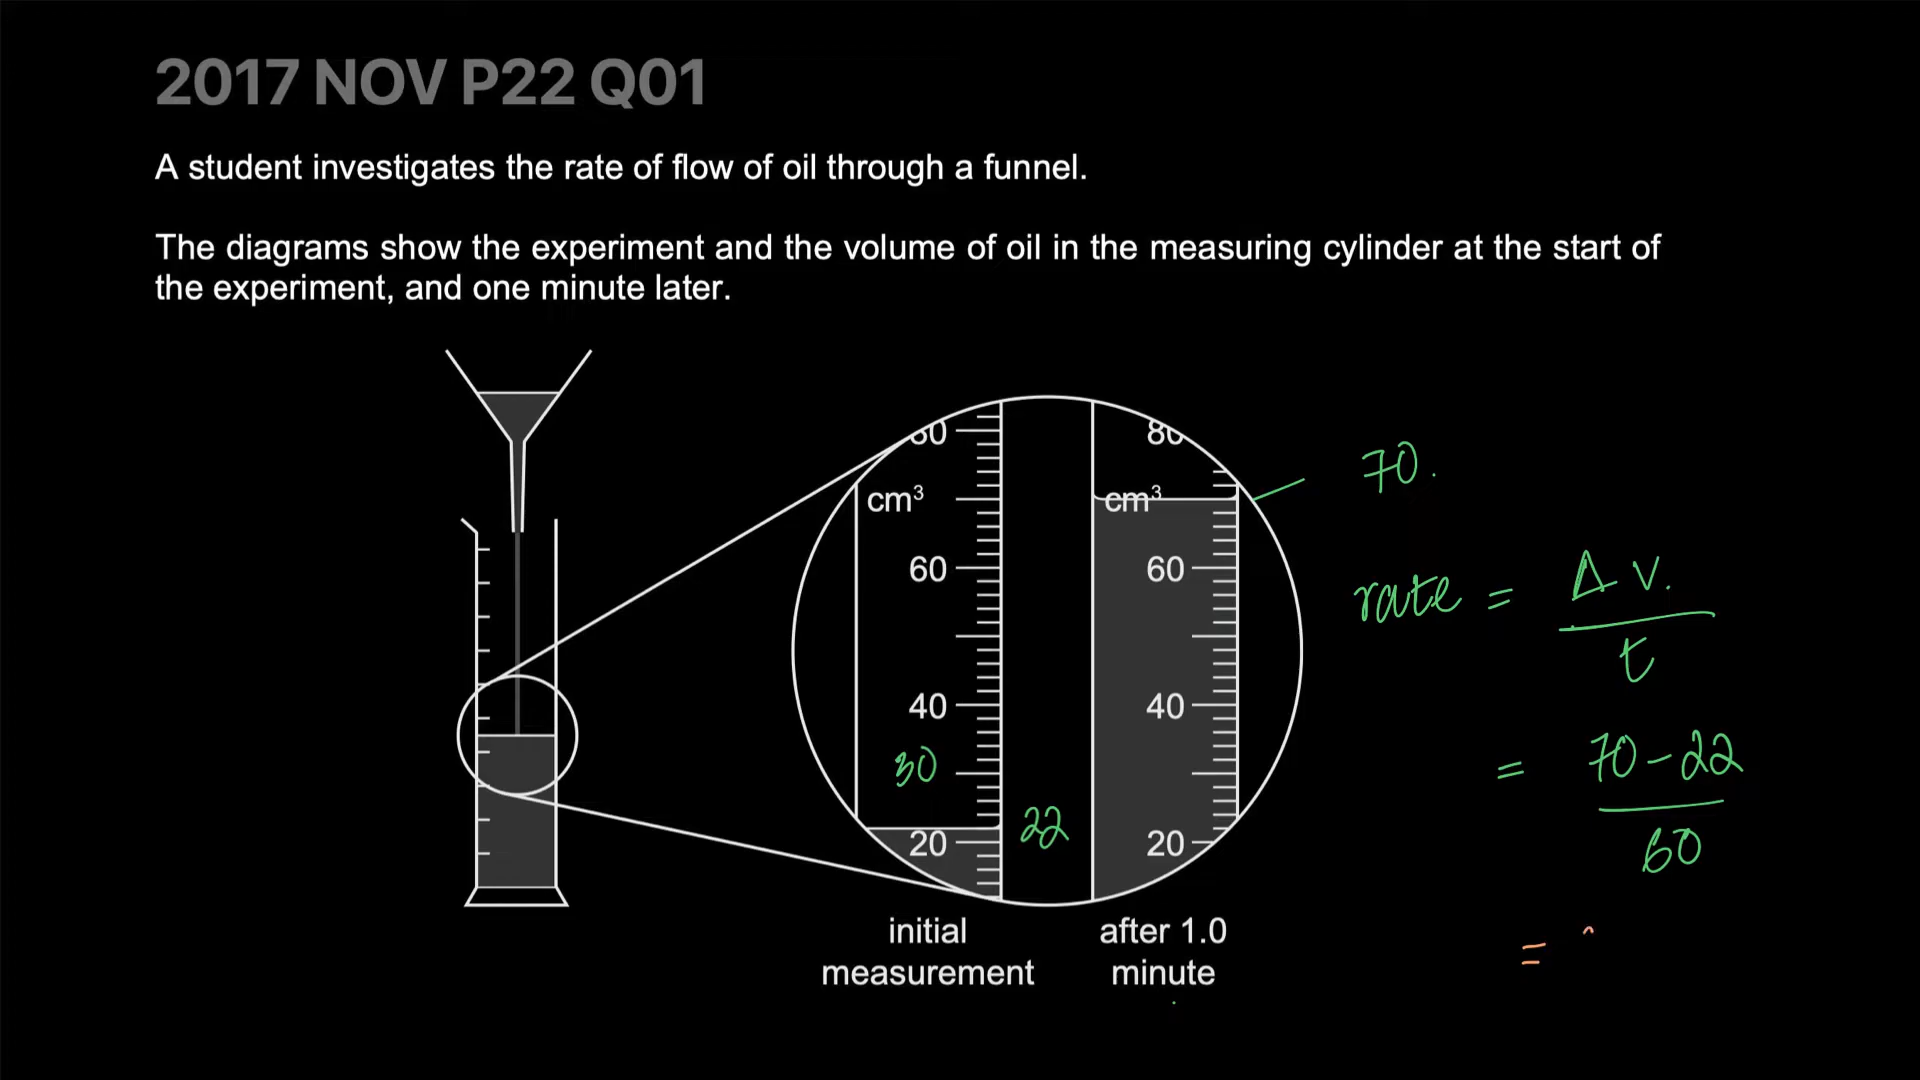 2017 NOV P22 Q01
A student investigates the rate of flow of oil through a funnel.
The diagrams show the experiment and the volume of oil in the measuring cylinder at the start of
the experiment, and one minute later.
80
cm³
60
40
30
20
22
initial
measurement
80
cm³
60
40
20
after 1.0
minute
70.
rate = Δv. / t
= 70-22 / 60
=